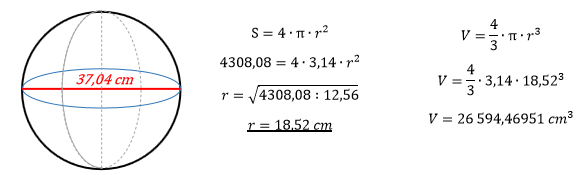 37,04 cm
S = 4 · π · r²
4308,08 = 4 · 3,14 · r²
r = √4308,08 : 12,56
r = 18,52 cm
V = 4/3 · π · r³
V = 4/3 · 3,14 · 18,52³
V = 26 594,46951 cm³